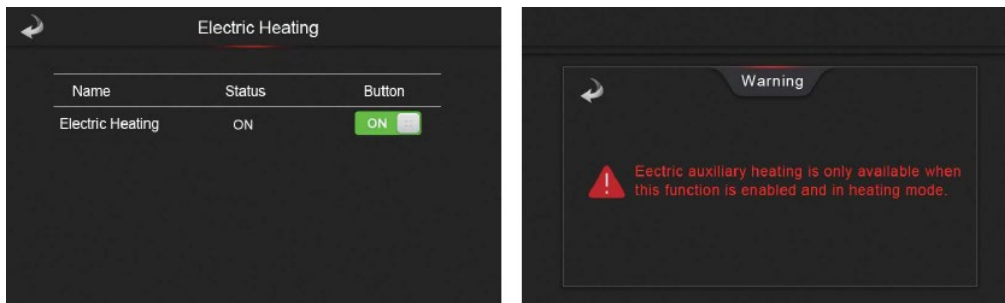 Electric Heating
Name Status Button
Electric Heating ON ON
Warning
Eectric auxiliary heating is only available when
this function is enabled and in heating mode.